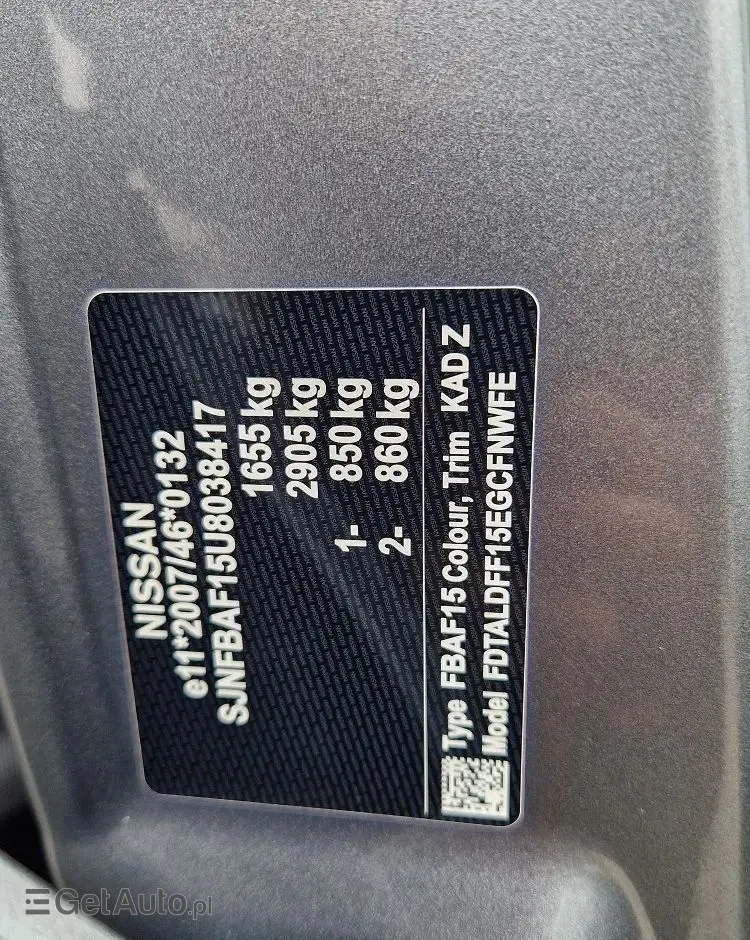 NISSAN
e11*2007/46*0132
SJNFBAF15U8038417
1655 kg
2905 kg
1- 850 kg
2- 860 kg
Type FBAF15 Colour, Trim KAD Z
Model FDTALDFF15EGCFNWFE
GetAuto.pl